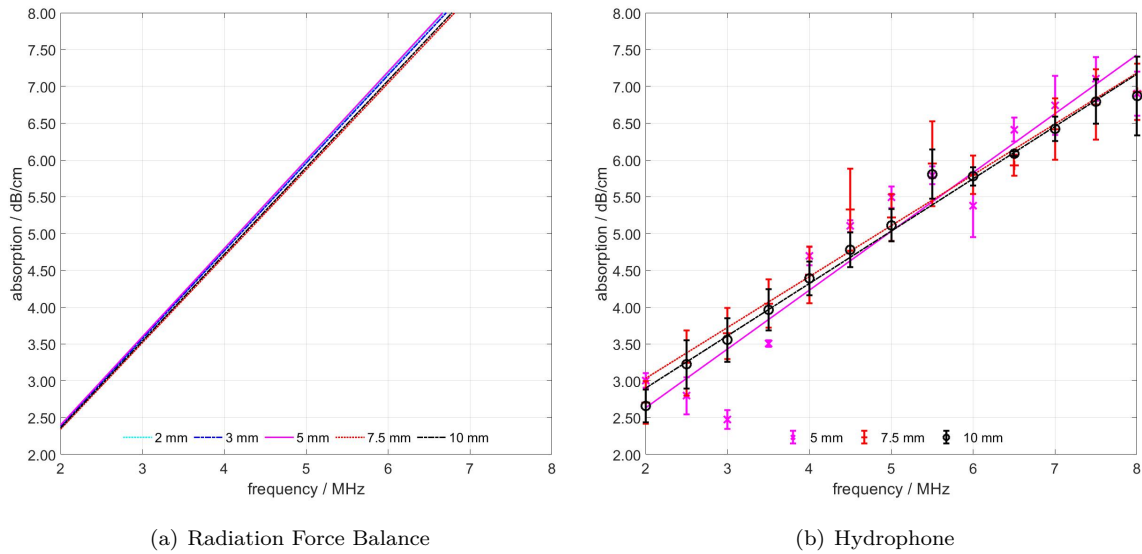 8.00
7.50
7.00
6.50
6.00
5.50
5.00
4.50
4.00
3.50
3.00
2.50
2.00
absorption / dB/cm
2 mm 3 mm 5 mm 7.5 mm 10 mm
2 3 4 5 6 7 8
frequency / MHz
(a) Radiation Force Balance
8.00
7.50
7.00
6.50
6.00
5.50
5.00
4.50
4.00
3.50
3.00
2.50
2.00
absorption / dB/cm
5 mm 7.5 mm 10 mm
2 3 4 5 6 7 8
frequency / MHz
(b) Hydrophone